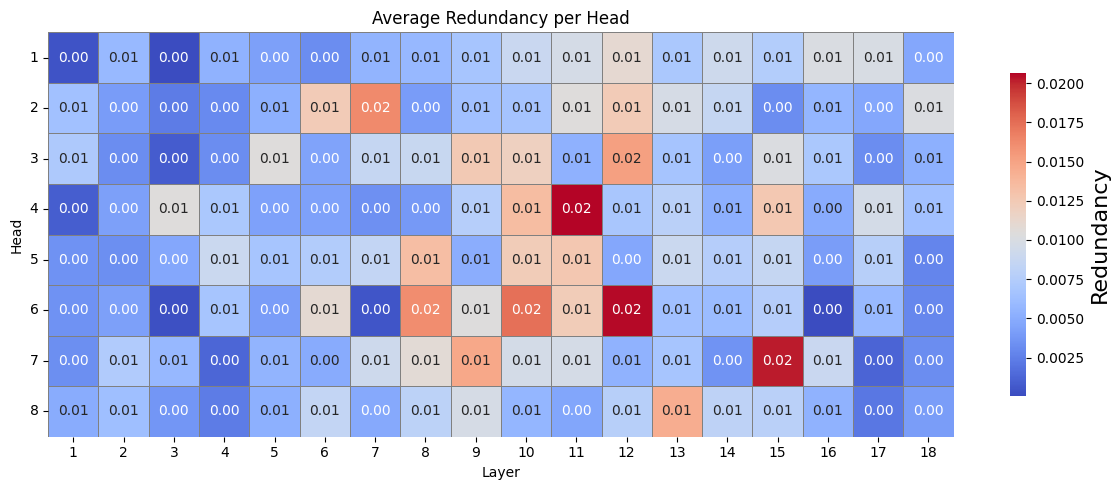 Average Redundancy per Head
1 0.00 0.01 0.00 0.01 0.00 0.00 0.01 0.01 0.01 0.01 0.01 0.01 0.01 0.01 0.01 0.01 0.01 0.00
2 0.01 0.00 0.00 0.00 0.01 0.01 0.02 0.00 0.01 0.01 0.01 0.01 0.01 0.01 0.00 0.01 0.00 0.01
3 0.01 0.00 0.00 0.00 0.01 0.00 0.01 0.01 0.01 0.01 0.01 0.02 0.01 0.00 0.01 0.01 0.00 0.01
4 0.00 0.00 0.01 0.01 0.00 0.00 0.00 0.00 0.01 0.01 0.02 0.01 0.01 0.01 0.01 0.00 0.01 0.01
5 0.00 0.00 0.00 0.01 0.01 0.01 0.01 0.01 0.01 0.01 0.01 0.00 0.01 0.01 0.01 0.00 0.01 0.00
6 0.00 0.00 0.00 0.01 0.00 0.01 0.00 0.02 0.01 0.02 0.01 0.02 0.01 0.01 0.01 0.00 0.01 0.00
7 0.00 0.01 0.01 0.00 0.01 0.00 0.01 0.01 0.01 0.01 0.01 0.01 0.01 0.00 0.02 0.01 0.00 0.00
8 0.01 0.01 0.00 0.00 0.01 0.01 0.00 0.01 0.01 0.01 0.00 0.01 0.01 0.01 0.01 0.01 0.00 0.00
1 2 3 4 5 6 7 8 9 10 11 12 13 14 15 16 17 18
Layer
Head
0.0200
0.0175
0.0150
0.0125
0.0100
0.0075
0.0050
0.0025
Redundancy